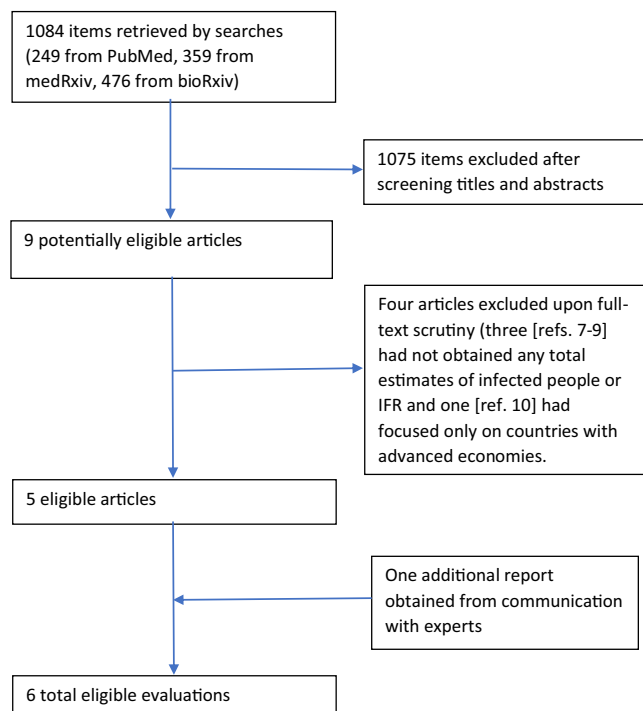 1084 items retrieved by searches
(249 from PubMed, 359 from
medRxiv, 476 from bioRxiv)
1075 items excluded after
screening titles and abstracts
9 potentially eligible articles
Four articles excluded upon full-
text scrutiny (three [refs. 7-9]
had not obtained any total
estimates of infected people or
IFR and one [ref. 10] had
focused only on countries with
advanced economies.
5 eligible articles
One additional report
obtained from communication
with experts
6 total eligible evaluations